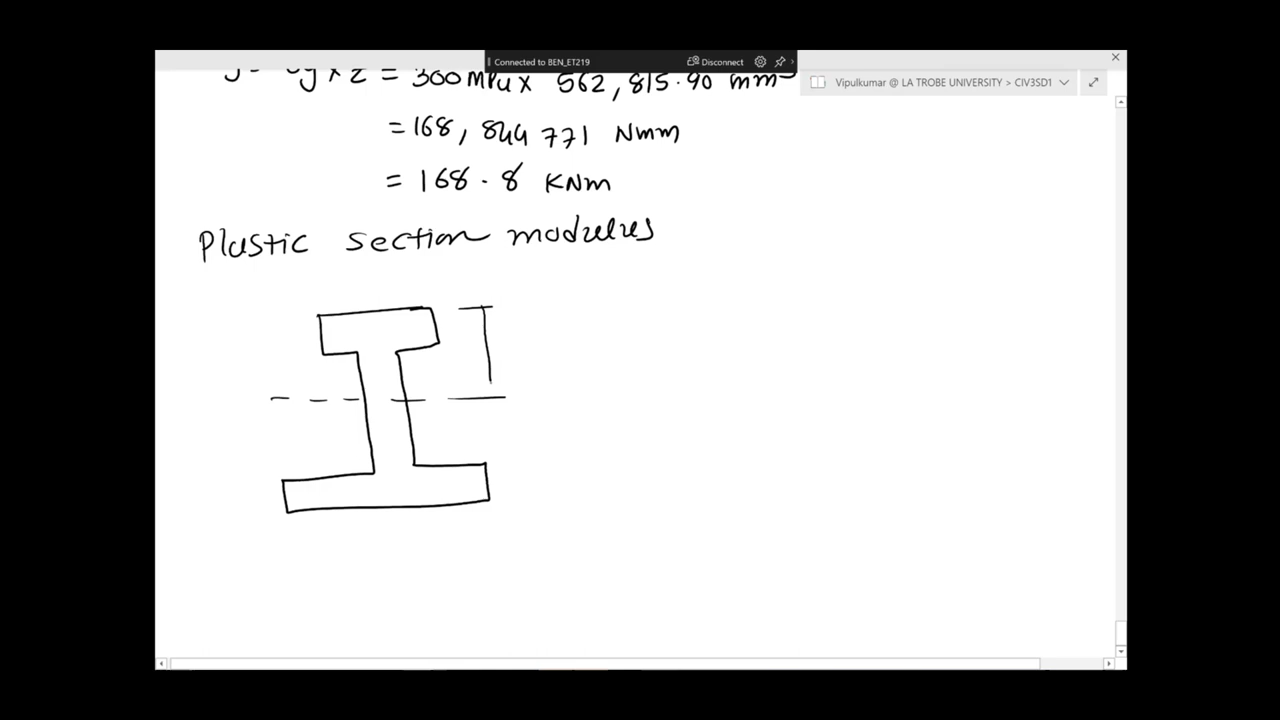 Connected to BEN_ET219 Disconnect
Vipulkumar @ LA TROBE UNIVERSITY > CIV3SD1
× Z = 300 MPa x 562,815.90 mm³
= 168, 844 771 Nmm
= 168.8 KNm
Plastic section modulus